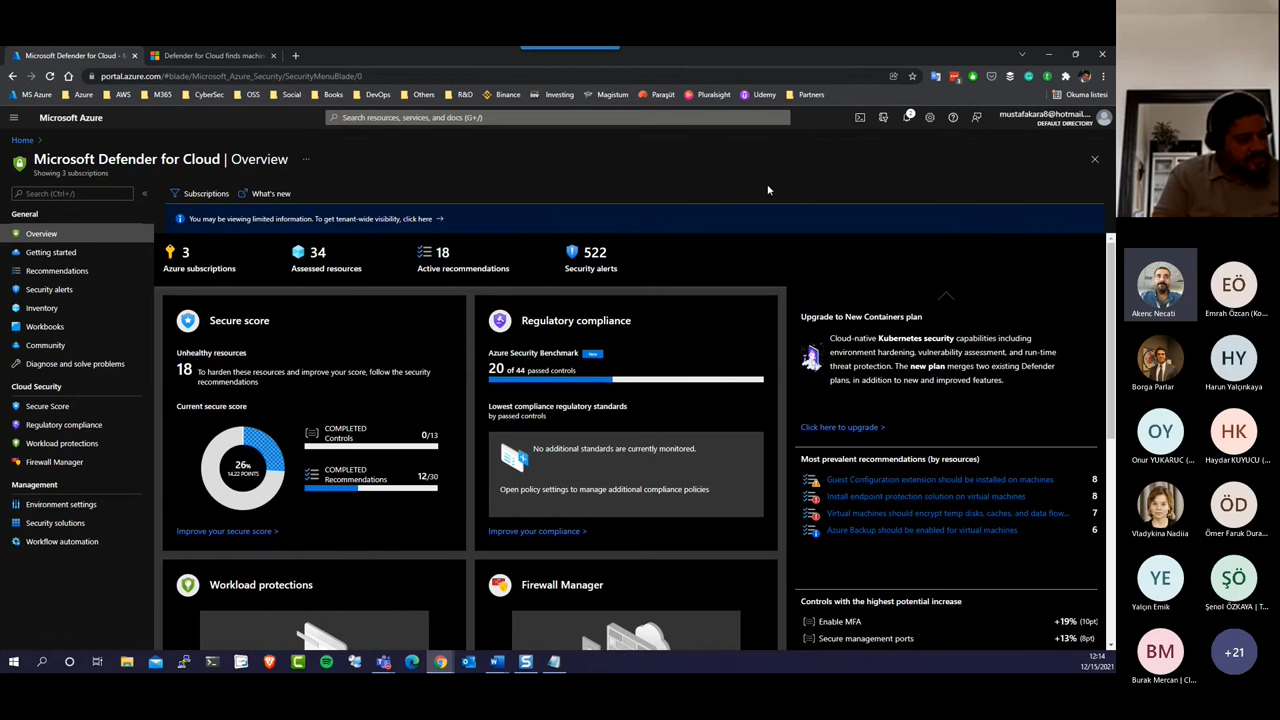 Microsoft Defender for Cloud - M
Defender for Cloud finds machin
portal.azure.com/#blade/Microsoft_Azure_Security/SecurityMenuBlade/0
MS Azure
Azure
AWS
M365
CyberSec
OSS
Social
Books
DevOps
Others
R&D
Binance
Investing
Magistum
Paraşüt
Pluralsight
Udemy
Partners
Okuma listesi
Microsoft Azure
Search resources, services, and docs (G+/)
2
mustafakara8@hotmail....
DEFAULT DIRECTORY
Home >
Microsoft Defender for Cloud | Overview ...
Showing 3 subscriptions
Search (Ctrl+/)
Subscriptions
What's new
You may be viewing limited information. To get tenant-wide visibility, click here →
General
Overview
Getting started
Recommendations
Security alerts
Inventory
Workbooks
Community
Diagnose and solve problems
Cloud Security
Secure Score
Regulatory compliance
Workload protections
Firewall Manager
Management
Environment settings
Security solutions
Workflow automation
3
Azure subscriptions
34
Assessed resources
18
Active recommendations
522
Security alerts
Secure score
Unhealthy resources
18 To harden these resources and improve your score, follow the security
recommendations
Current secure score
26%
14.22 POINTS
COMPLETED
Controls
0/13
COMPLETED
Recommendations
12/30
Improve your secure score >
Regulatory compliance
Azure Security Benchmark New
20 of 44 passed controls
Lowest compliance regulatory standards
by passed controls
No additional standards are currently monitored.
Open policy settings to manage additional compliance policies
Improve your compliance >
Workload protections
Firewall Manager
Upgrade to New Containers plan
Cloud-native Kubernetes security capabilities including
environment hardening, vulnerability assessment, and run-time
threat protection. The new plan merges two existing Defender
plans, in addition to new and improved features.
Click here to upgrade >
Most prevalent recommendations (by resources)
Guest Configuration extension should be installed on machines 8
Install endpoint protection solution on virtual machines 8
Virtual machines should encrypt temp disks, caches, and data flow... 7
Azure Backup should be enabled for virtual machines 6
Controls with the highest potential increase
Enable MFA +19% (10pt)
Secure management ports +13% (8pt)
12:14
12/15/2021
Akenc Necati
EÖ
Emrah Özcan (Ko...
Borga Parlar
HY
Harun Yalçınkaya
OY
Onur YUKARUC (...
HK
Haydar KUYUCU (...
Vladykina Nadiia
ÖD
Ömer Faruk Dura...
YE
Yalçın Emik
ŞÖ
Şenol ÖZKAYA | T...
BM
Burak Mercan | Cl...
+21